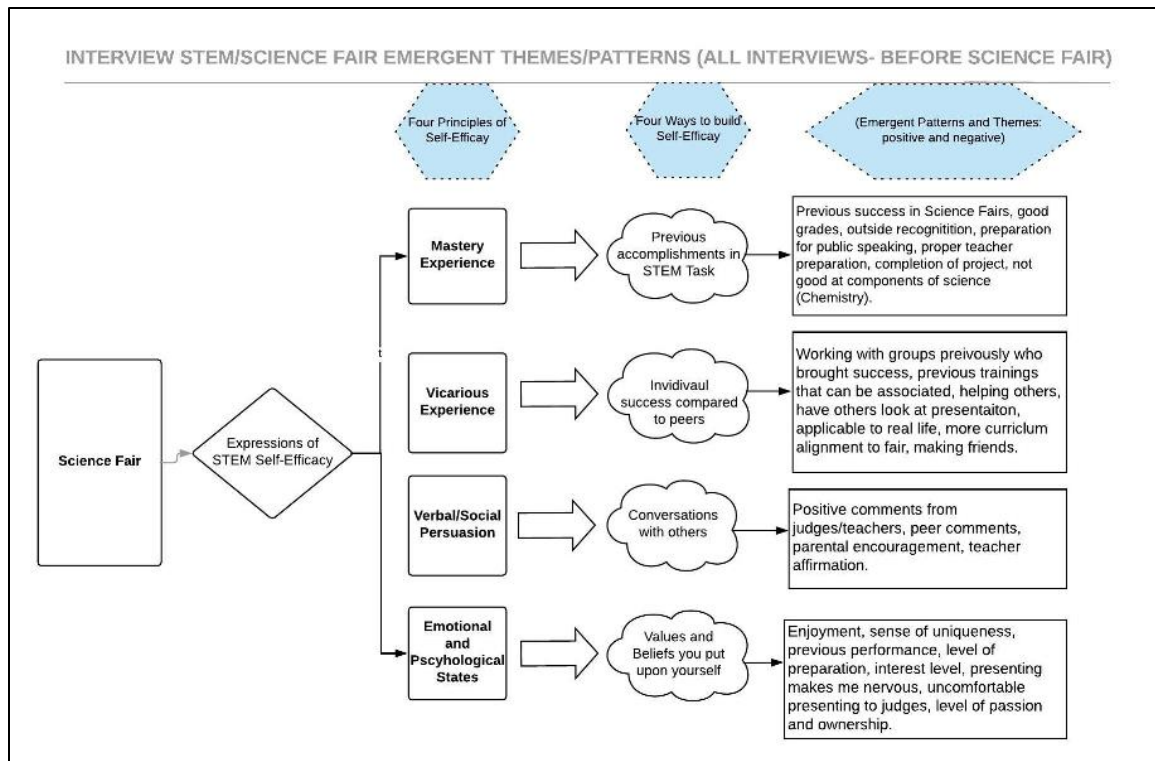 INTERVIEW STEM/SCIENCE FAIR EMERGENT THEMES/PATTERNS (ALL INTERVIEWS- BEFORE SCIENCE FAIR)
Four Principles of
Self-Efficay
Four Ways to build
Self-Efficay
(Emergent Patterns and Themes:
positive and negative)
Mastery
Experience
Previous
accomplishments in
STEM Task
Previous success in Science Fairs, good
grades, outside recognitition, preparation
for public speaking, proper teacher
preparation, completion of project, not
good at components of science
(Chemistry).
t
Science Fair
Expressions of
STEM Self-Efficacy
Vicarious
Experience
Invidivaul
success compared
to peers
Working with groups preivously who
brought success, previous trainings
that can be associated, helping others,
have others look at presentaiton,
applicable to real life, more curriclum
alignment to fair, making friends.
Verbal/Social
Persuasion
Conversations
with others
Positive comments from
judges/teachers, peer comments,
parental encouragement, teacher
affirmation.
Emotional
and
Pscyhological
States
Values and
Beliefs you put
upon yourself
Enjoyment, sense of uniqueness,
previous performance, level of
preparation, interest level, presenting
makes me nervous, uncomfortable
presenting to judges, level of passion
and ownership.